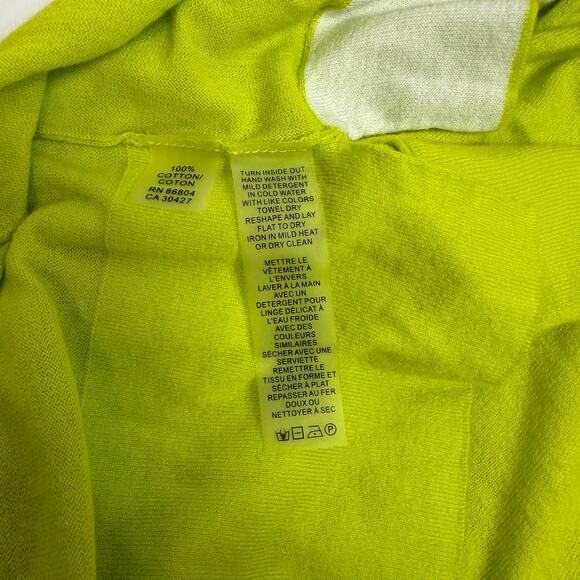 100%
COTTON/
COTON
RN 86804
CA 30427
TURN INSIDE OUT
HAND WASH WITH
MILD DETERGENT
IN COLD WATER
WITH LIKE COLORS
TOWEL DRY
RESHAPE AND LAY
FLAT TO DRY
IRON IN MILD HEAT
OR DRY CLEAN
METTRE LE
VÊTEMENT À
L'ENVERS
LAVER À LA MAIN
AVEC UN
DETERGENT POUR
LINGE DÉLICAT À
L'EAU FROIDE
AVEC DES
COULEURS
SIMILAIRES
SÉCHER AVEC UNE
SERVIETTE
REMETTRE LE
TISSU EN FORME ET
SÉCHER À PLAT
REPASSER AU FER
DOUX OU
NETTOYER À SEC
P